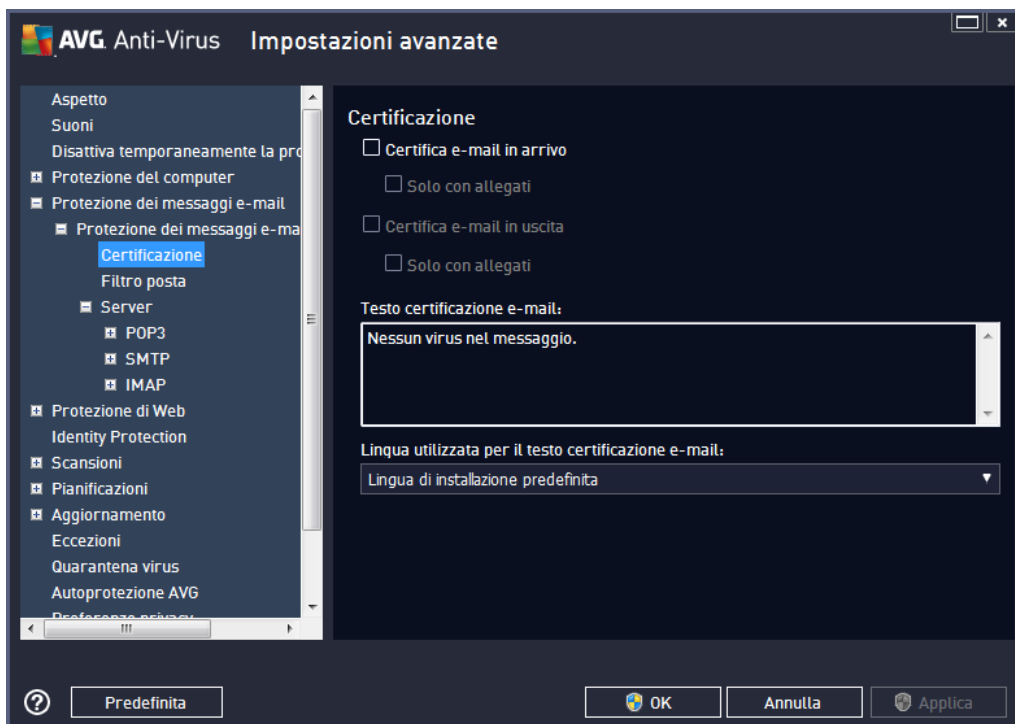 AVG. Anti-Virus Impostazioni avanzate
Aspetto
Suoni
Disattiva temporaneamente la pro
Protezione del computer
Protezione dei messaggi e-mail
Protezione dei messaggi e-ma
Certificazione
Filtro posta
Server
POP3
SMTP
IMAP
Protezione di Web
Identity Protection
Scansioni
Pianificazioni
Aggiornamento
Eccezioni
Quarantena virus
Autoprotezione AVG
Preferenze privacy
Certificazione
Certifica e-mail in arrivo
Solo con allegati
Certifica e-mail in uscita
Solo con allegati
Testo certificazione e-mail:
Nessun virus nel messaggio.
Lingua utilizzata per il testo certificazione e-mail:
Lingua di installazione predefinita
? Predefinita OK Annulla Applica